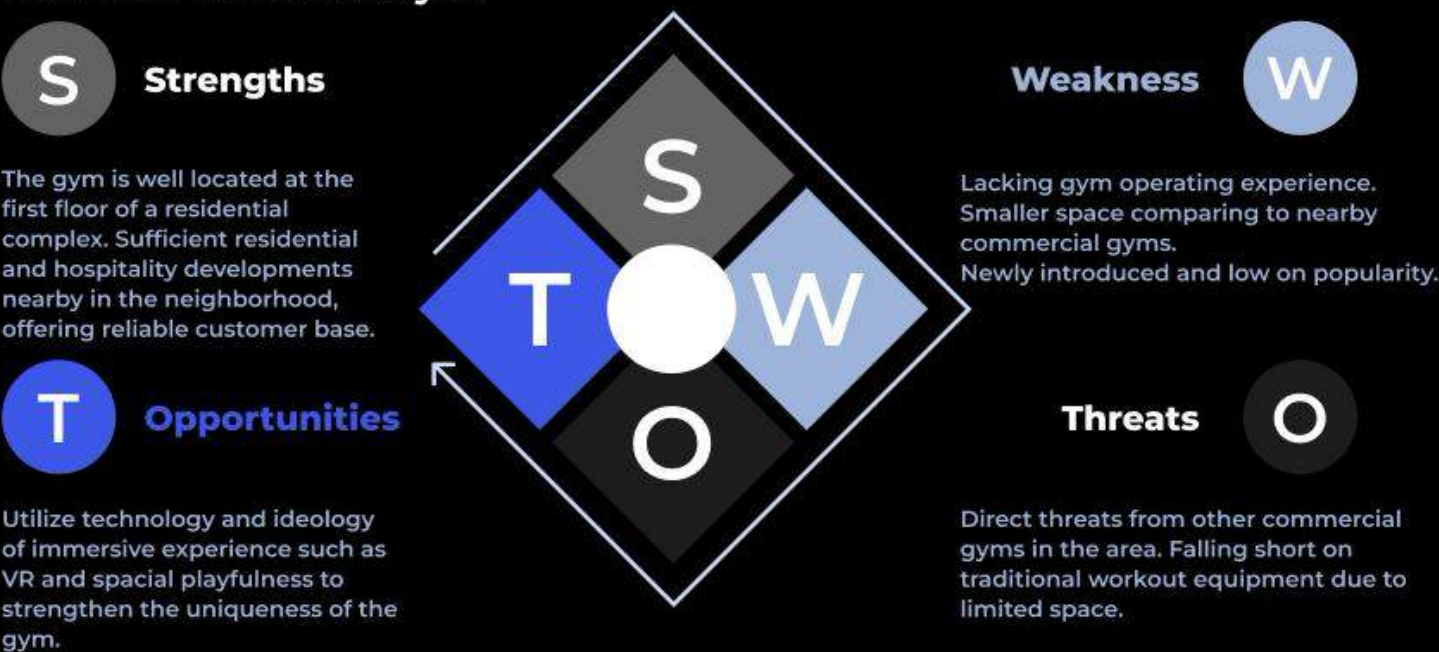 S
Strengths
The gym is well located at the
first floor of a residential
complex. Sufficient residential
and hospitality developments
nearby in the neighborhood,
offering reliable customer base.
T
Opportunities
Utilize technology and ideology
of immersive experience such as
VR and spacial playfulness to
strengthen the uniqueness of the
gym.
S
T
W
O
Weakness
W
Lacking gym operating experience.
Smaller space comparing to nearby
commercial gyms.
Newly introduced and low on popularity.
Threats
O
Direct threats from other commercial
gyms in the area. Falling short on
traditional workout equipment due to
limited space.